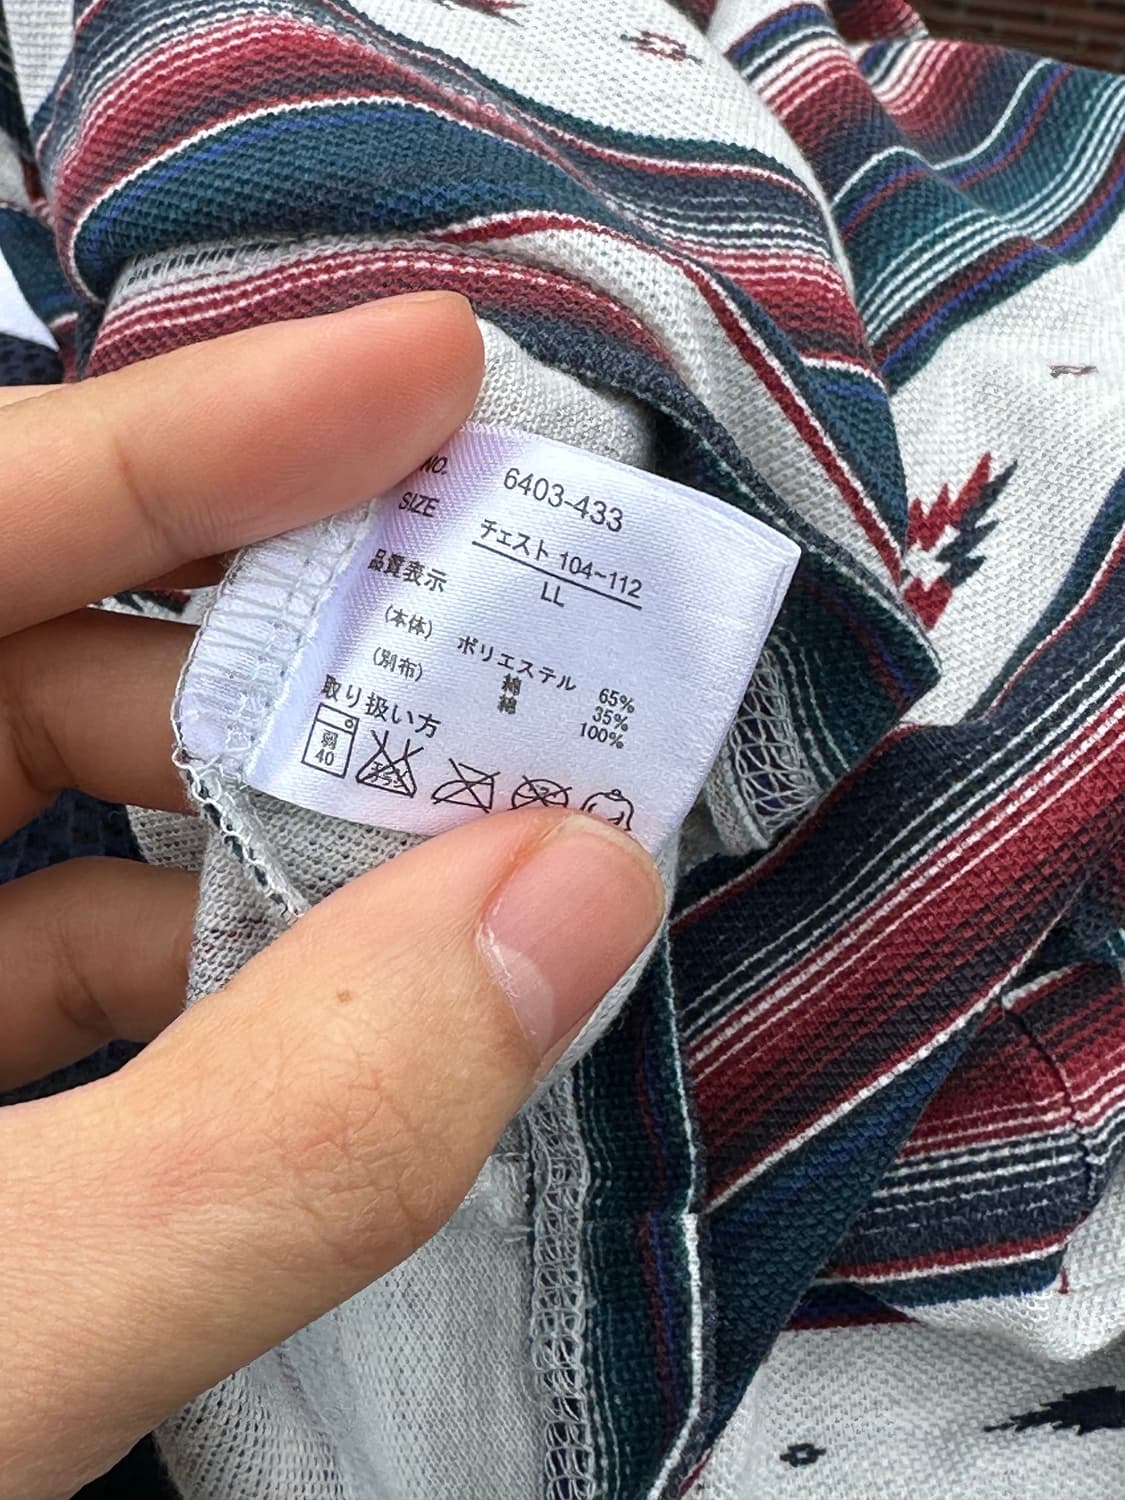 NO. 6403-433
SIZE チェスト 104~112
LL
品質表示
(本体) ポリエステル 65%
綿 35%
(別布) 綿 100%
取り扱い方
弱
40